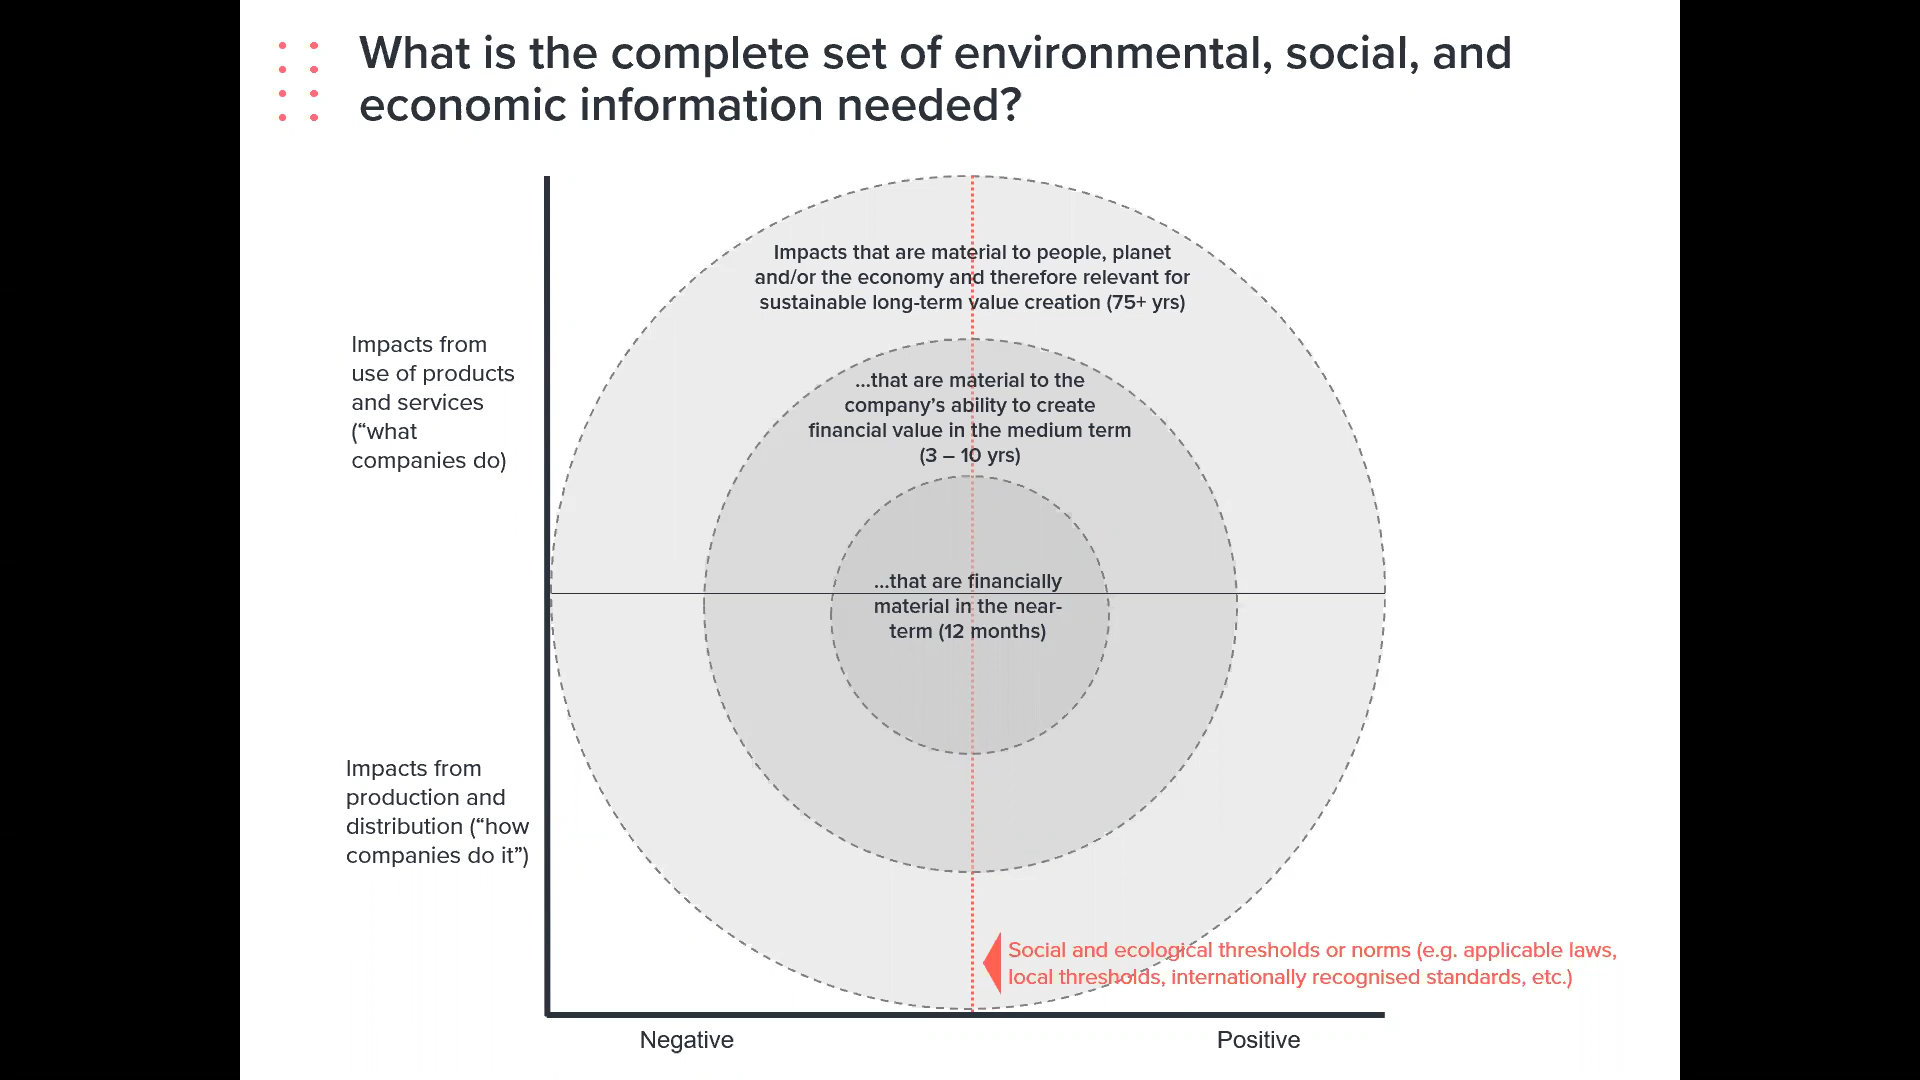 What is the complete set of environmental, social, and
economic information needed?
Impacts that are material to people, planet
and/or the economy and therefore relevant for
sustainable long-term value creation (75+ yrs)
Impacts from
use of products
and services
(“what
companies do)
...that are material to the
company’s ability to create
financial value in the medium term
(3 – 10 yrs)
...that are financially
material in the near-
term (12 months)
Impacts from
production and
distribution (“how
companies do it”)
Social and ecological thresholds or norms (e.g. applicable laws,
local thresholds, internationally recognised standards, etc.)
Negative
Positive